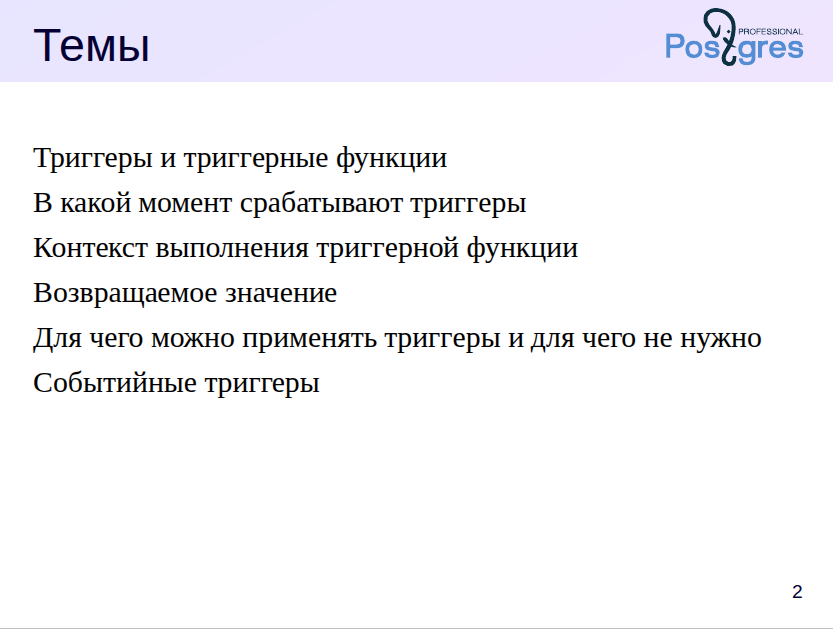 Темы
PROFESSIONAL
Postgres
Триггеры и триггерные функции
В какой момент срабатывают триггеры
Контекст выполнения триггерной функции
Возвращаемое значение
Для чего можно применять триггеры и для чего не нужно
Событийные триггеры
2